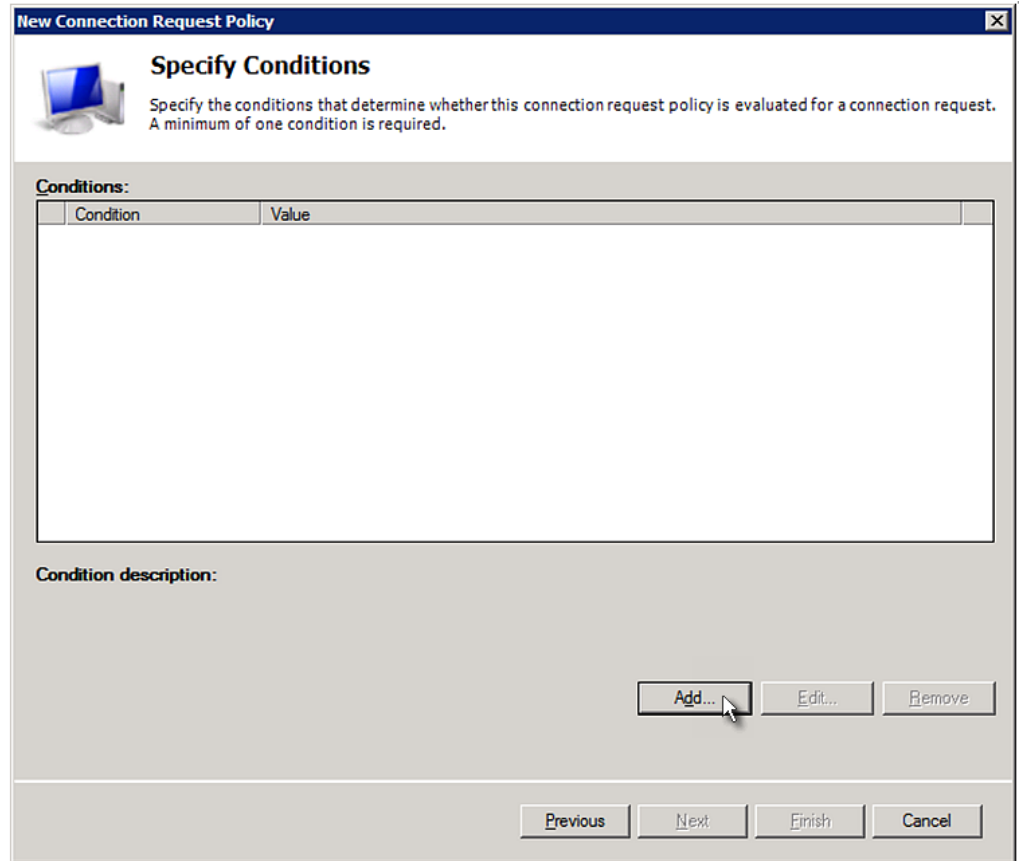 New Connection Request Policy
Specify Conditions
Specify the conditions that determine whether this connection request policy is evaluated for a connection request.
A minimum of one condition is required.
Conditions:
Condition Value
Condition description:
Add... Edit... Remove
Previous Next Finish Cancel